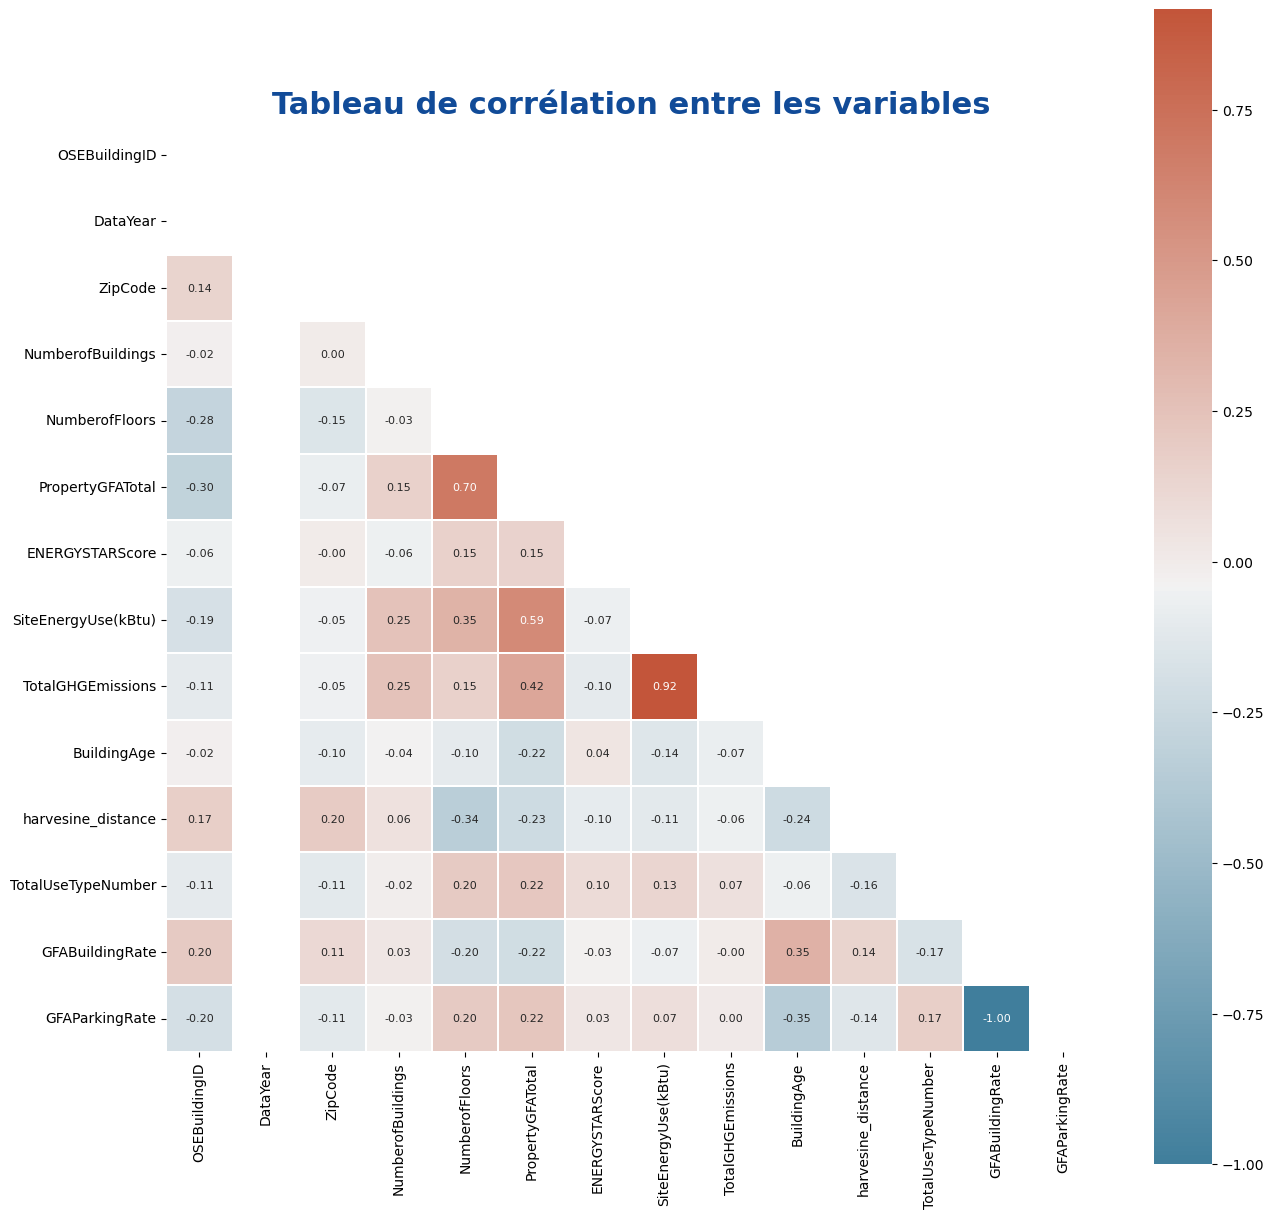 Tableau de corrélation entre les variables
0.75
0.50
0.25
0.00
−0.25
−0.50
−0.75
−1.00
OSEBuildingID
DataYear
ZipCode 0.14
NumberofBuildings -0.02 0.00
NumberofFloors -0.28 -0.15 -0.03
PropertyGFATotal -0.30 -0.07 0.15 0.70
ENERGYSTARScore -0.06 -0.00 -0.06 0.15 0.15
SiteEnergyUse(kBtu) -0.19 -0.05 0.25 0.35 0.59 -0.07
TotalGHGEmissions -0.11 -0.05 0.25 0.15 0.42 -0.10 0.92
BuildingAge -0.02 -0.10 -0.04 -0.10 -0.22 0.04 -0.14 -0.07
harvesine_distance 0.17 0.20 0.06 -0.34 -0.23 -0.10 -0.11 -0.06 -0.24
TotalUseTypeNumber -0.11 -0.11 -0.02 0.20 0.22 0.10 0.13 0.07 -0.06 -0.16
GFABuildingRate 0.20 0.11 0.03 -0.20 -0.22 -0.03 -0.07 -0.00 0.35 0.14 -0.17
GFAParkingRate -0.20 -0.11 -0.03 0.20 0.22 0.03 0.07 0.00 -0.35 -0.14 0.17 -1.00
OSEBuildingID
DataYear
ZipCode
NumberofBuildings
NumberofFloors
PropertyGFATotal
ENERGYSTARScore
SiteEnergyUse(kBtu)
TotalGHGEmissions
BuildingAge
harvesine_distance
TotalUseTypeNumber
GFABuildingRate
GFAParkingRate